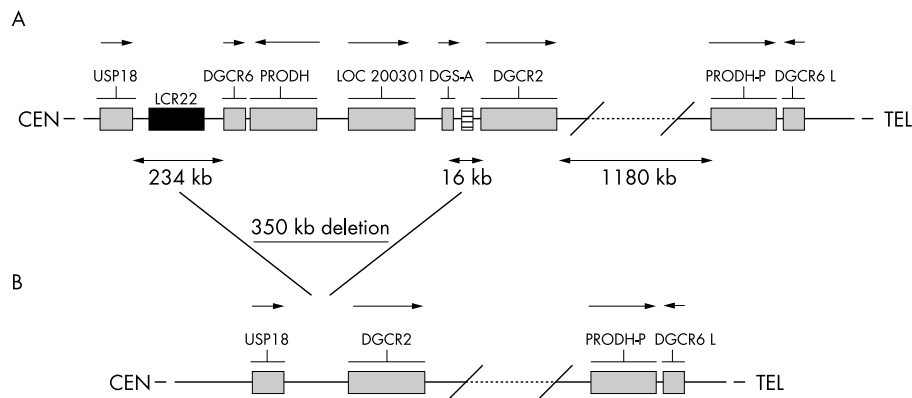 A
USP18 LCR22 DGCR6 PRODH LOC 200301 DGS-A DGCR2 PRODH-P DGCR6 L
CEN TEL
234 kb 16 kb 1180 kb
350 kb deletion
B
USP18 DGCR2 PRODH-P DGCR6 L
CEN TEL